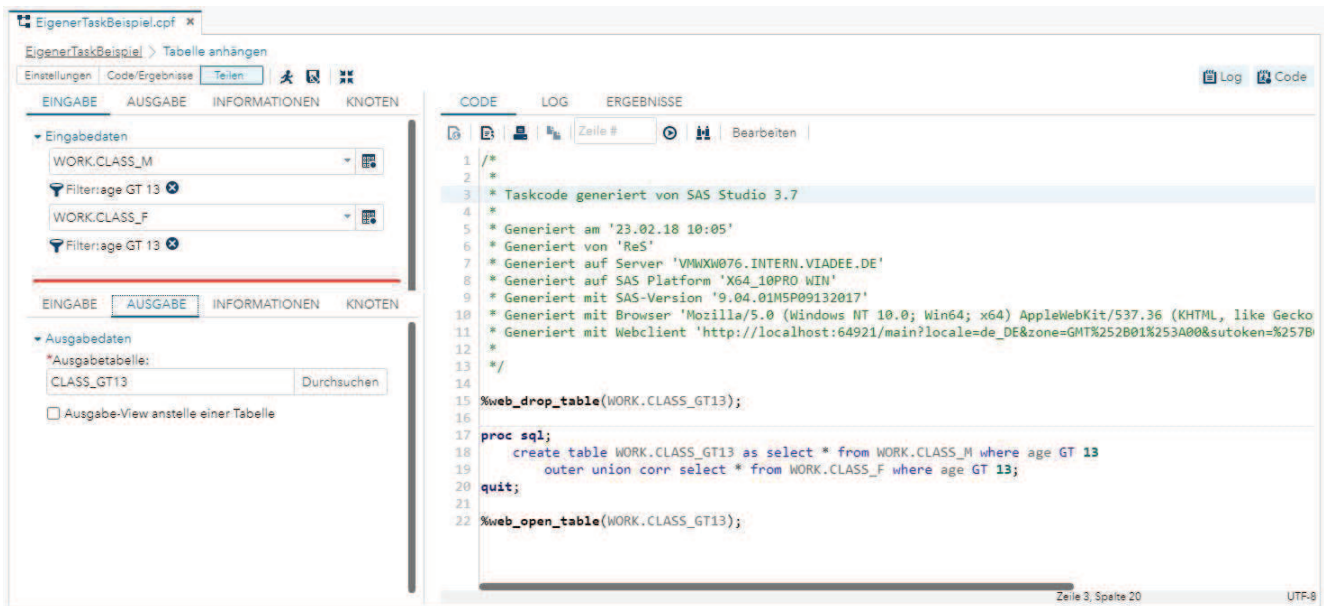 EigenerTaskBeispiel.cpf ×
EigenerTaskBeispiel > Tabelle anhängen
Einstellungen Code/Ergebnisse Teilen
Log Code
EINGABE AUSGABE INFORMATIONEN KNOTEN
Eingabedaten
WORK.CLASS_M
Filter:age GT 13
WORK.CLASS_F
Filter:age GT 13
EINGABE AUSGABE INFORMATIONEN KNOTEN
Ausgabedaten
*Ausgabetabelle:
CLASS_GT13 Durchsuchen
Ausgabe-View anstelle einer Tabelle
CODE LOG ERGEBNISSE
Zeile # Bearbeiten
1 /*
2 *
3 * Taskcode generiert von SAS Studio 3.7
4 *
5 * Generiert am '23.02.18 10:05'
6 * Generiert von 'ReS'
7 * Generiert auf Server 'VMWXW076.INTERN.VIADEE.DE'
8 * Generiert auf SAS Platform 'X64_10PRO WIN'
9 * Generiert mit SAS-Version '9.04.01M5P09132017'
10 * Generiert mit Browser 'Mozilla/5.0 (Windows NT 10.0; Win64; x64) AppleWebKit/537.36 (KHTML, like Gecko
11 * Generiert mit Webclient 'http://localhost:64921/main?locale=de_DE&zone=GMT%252B01%253A00&sutoken=%257B
12 *
13 */
14
15 %web_drop_table(WORK.CLASS_GT13);
16
17 proc sql;
18 create table WORK.CLASS_GT13 as select * from WORK.CLASS_M where age GT 13
19 outer union corr select * from WORK.CLASS_F where age GT 13;
20 quit;
21
22 %web_open_table(WORK.CLASS_GT13);
Zeile 3, Spalte 20 UTF-8